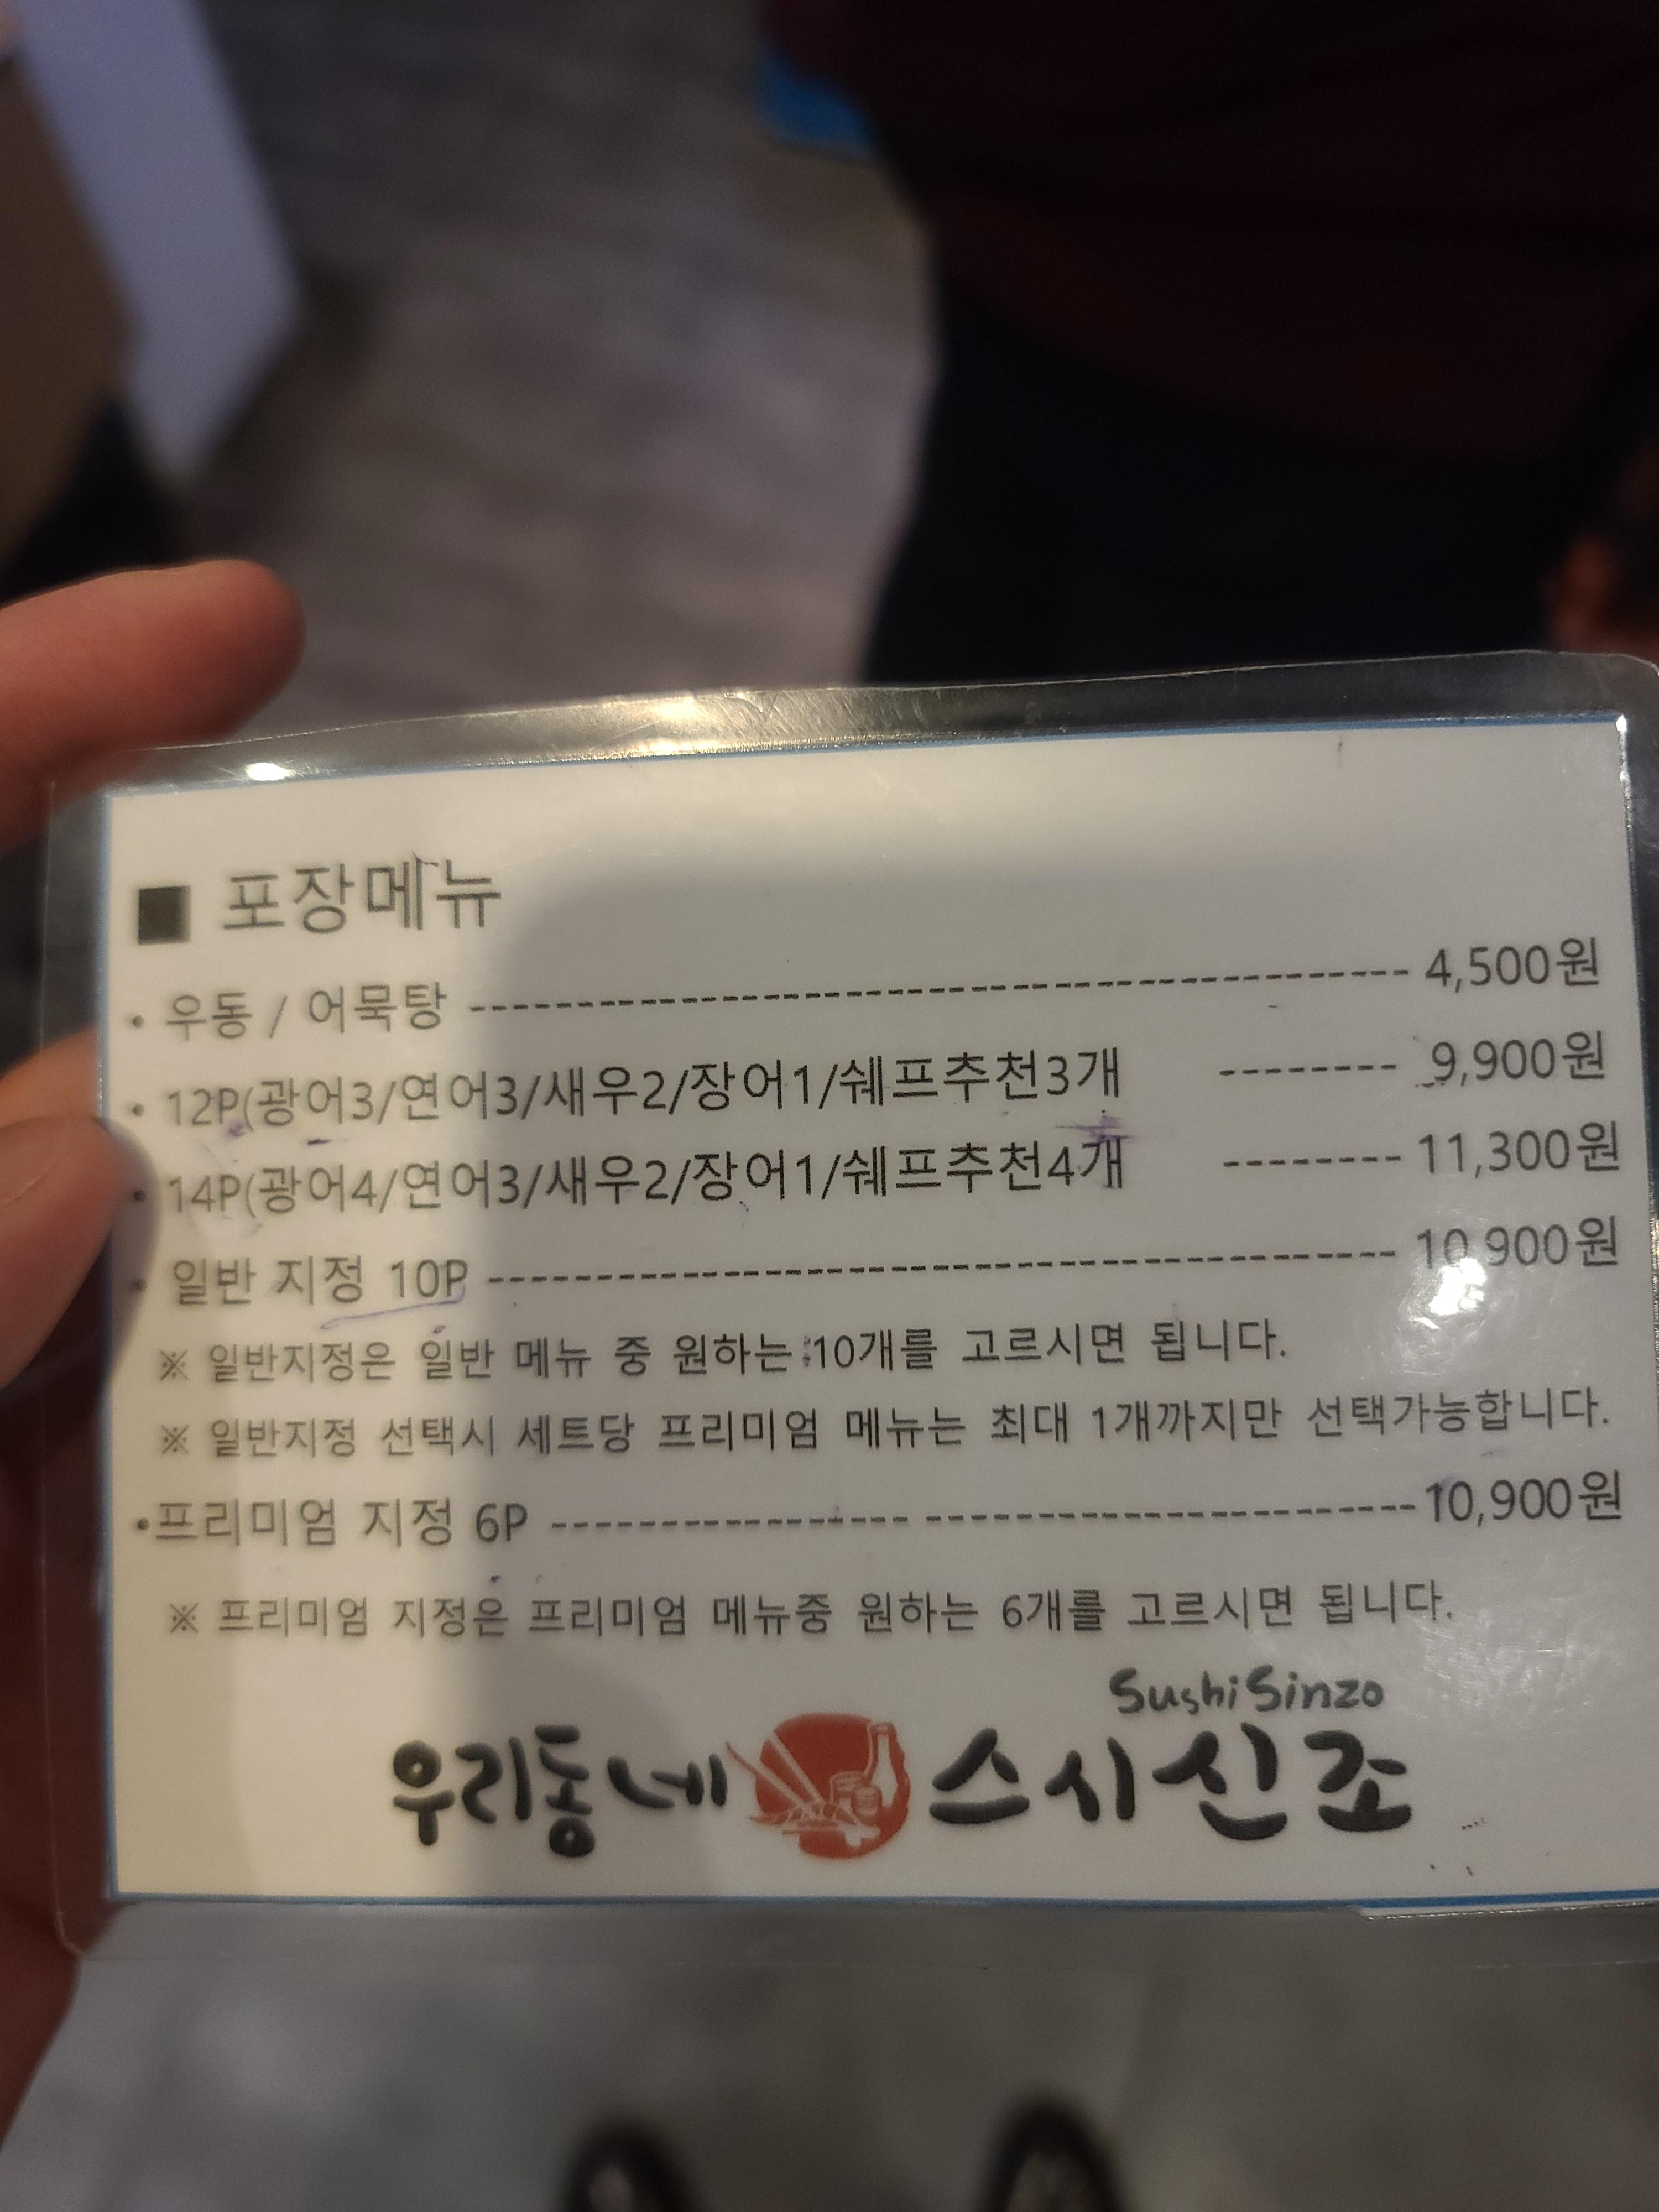 ■ 포장메뉴
• 우동 / 어묵탕 ---------------------------------------- 4,500원
• 12P(광어3/연어3/새우2/장어1/쉐프추천3개 -------- 9,900원
• 14P(광어4/연어3/새우2/장어1/쉐프추천4개 -------- 11,300원
• 일반 지정 10P ---------------------------------------- 10,900원
※ 일반지정은 일반 메뉴 중 원하는 10개를 고르시면 됩니다.
※ 일반지정 선택시 세트당 프리미엄 메뉴는 최대 1개까지만 선택가능합니다.
•프리미엄 지정 6P ---------------- ---------------------10,900원
※ 프리미엄 지정은 프리미엄 메뉴중 원하는 6개를 고르시면 됩니다.
SushiSinzo
우리동네 스시신조